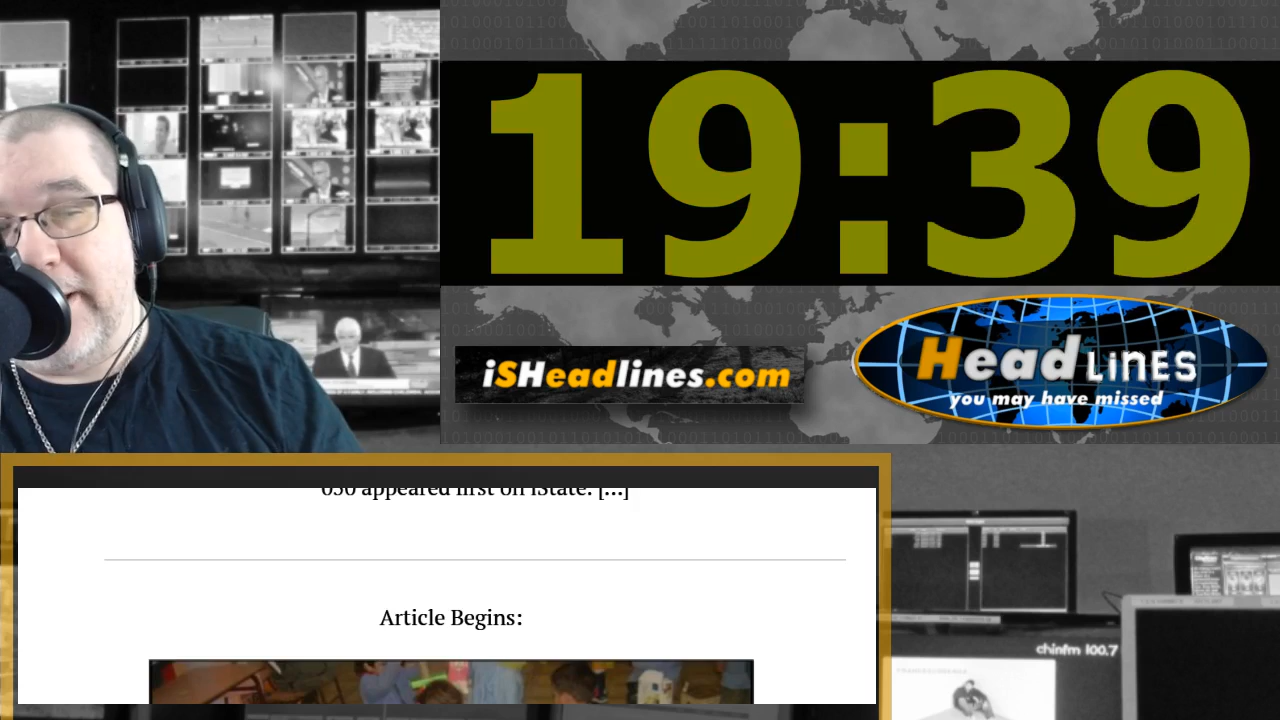 19:39
iSHeadlines.com
HeadLINES
you may have missed
appeared first on iState. [...]
Article Begins:
chinfm 100.7